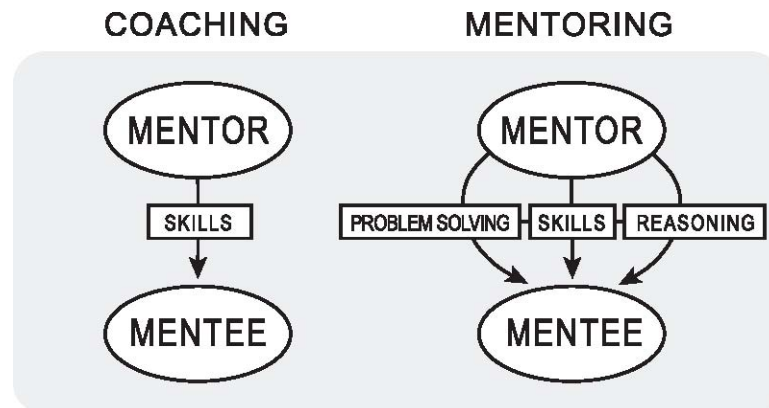 COACHING
MENTORING
MENTOR
MENTOR
SKILLS
PROBLEM SOLVING
SKILLS
REASONING
MENTEE
MENTEE